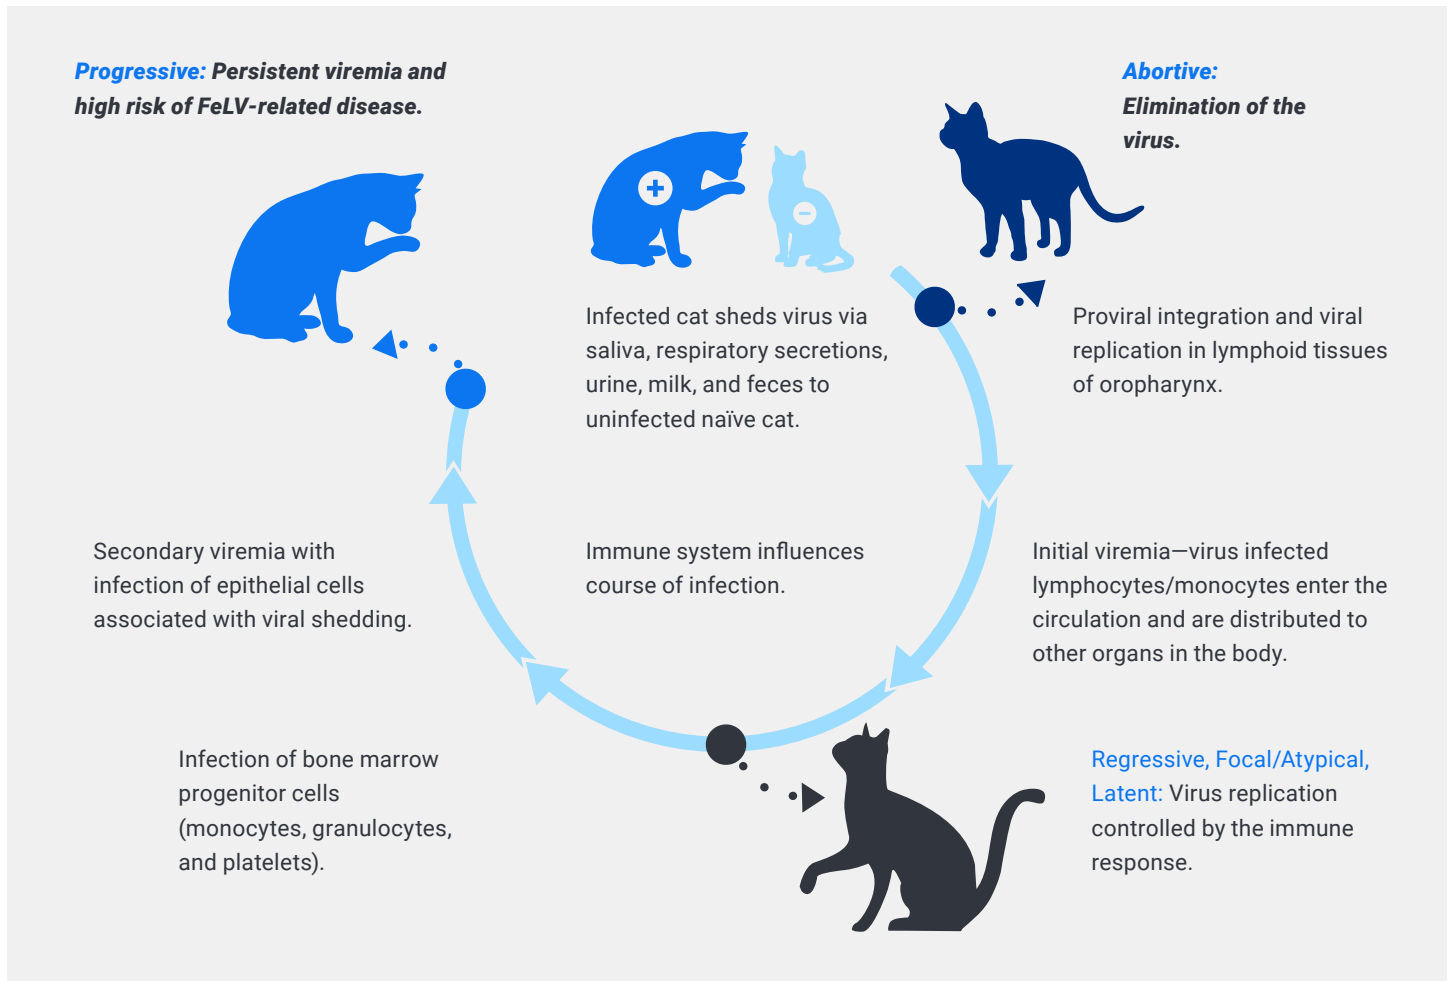 Progressive: Persistent viremia and
high risk of FeLV-related disease.
Abortive:
Elimination of the
virus.
Infected cat sheds virus via
saliva, respiratory secretions,
urine, milk, and feces to
uninfected naïve cat.
Proviral integration and viral
replication in lymphoid tissues
of oropharynx.
Secondary viremia with
infection of epithelial cells
associated with viral shedding.
Immune system influences
course of infection.
Initial viremia—virus infected
lymphocytes/monocytes enter the
circulation and are distributed to
other organs in the body.
Infection of bone marrow
progenitor cells
(monocytes, granulocytes,
and platelets).
Regressive, Focal/Atypical,
Latent: Virus replication
controlled by the immune
response.